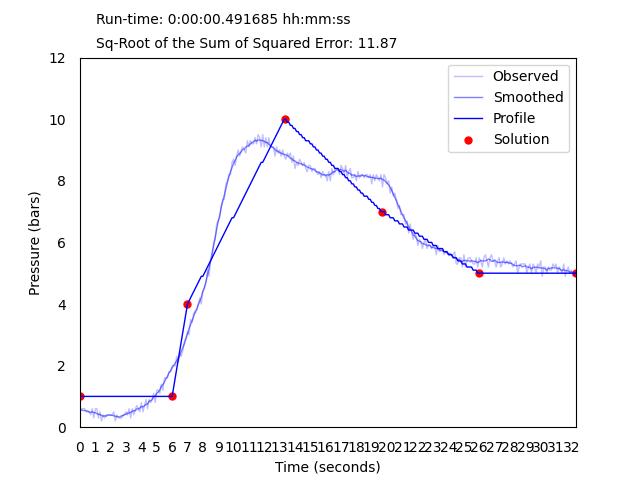 Run-time: 0:00:00.491685 hh:mm:ss
Sq-Root of the Sum of Squared Error: 11.87
Observed
Smoothed
Profile
Solution
Pressure (bars)
12
10
8
6
4
2
0
0 1 2 3 4 5 6 7 8 9 10 11 12 13 14 15 16 17 18 19 20 21 22 23 24 25 26 27 28 29 30 31 32
Time (seconds)